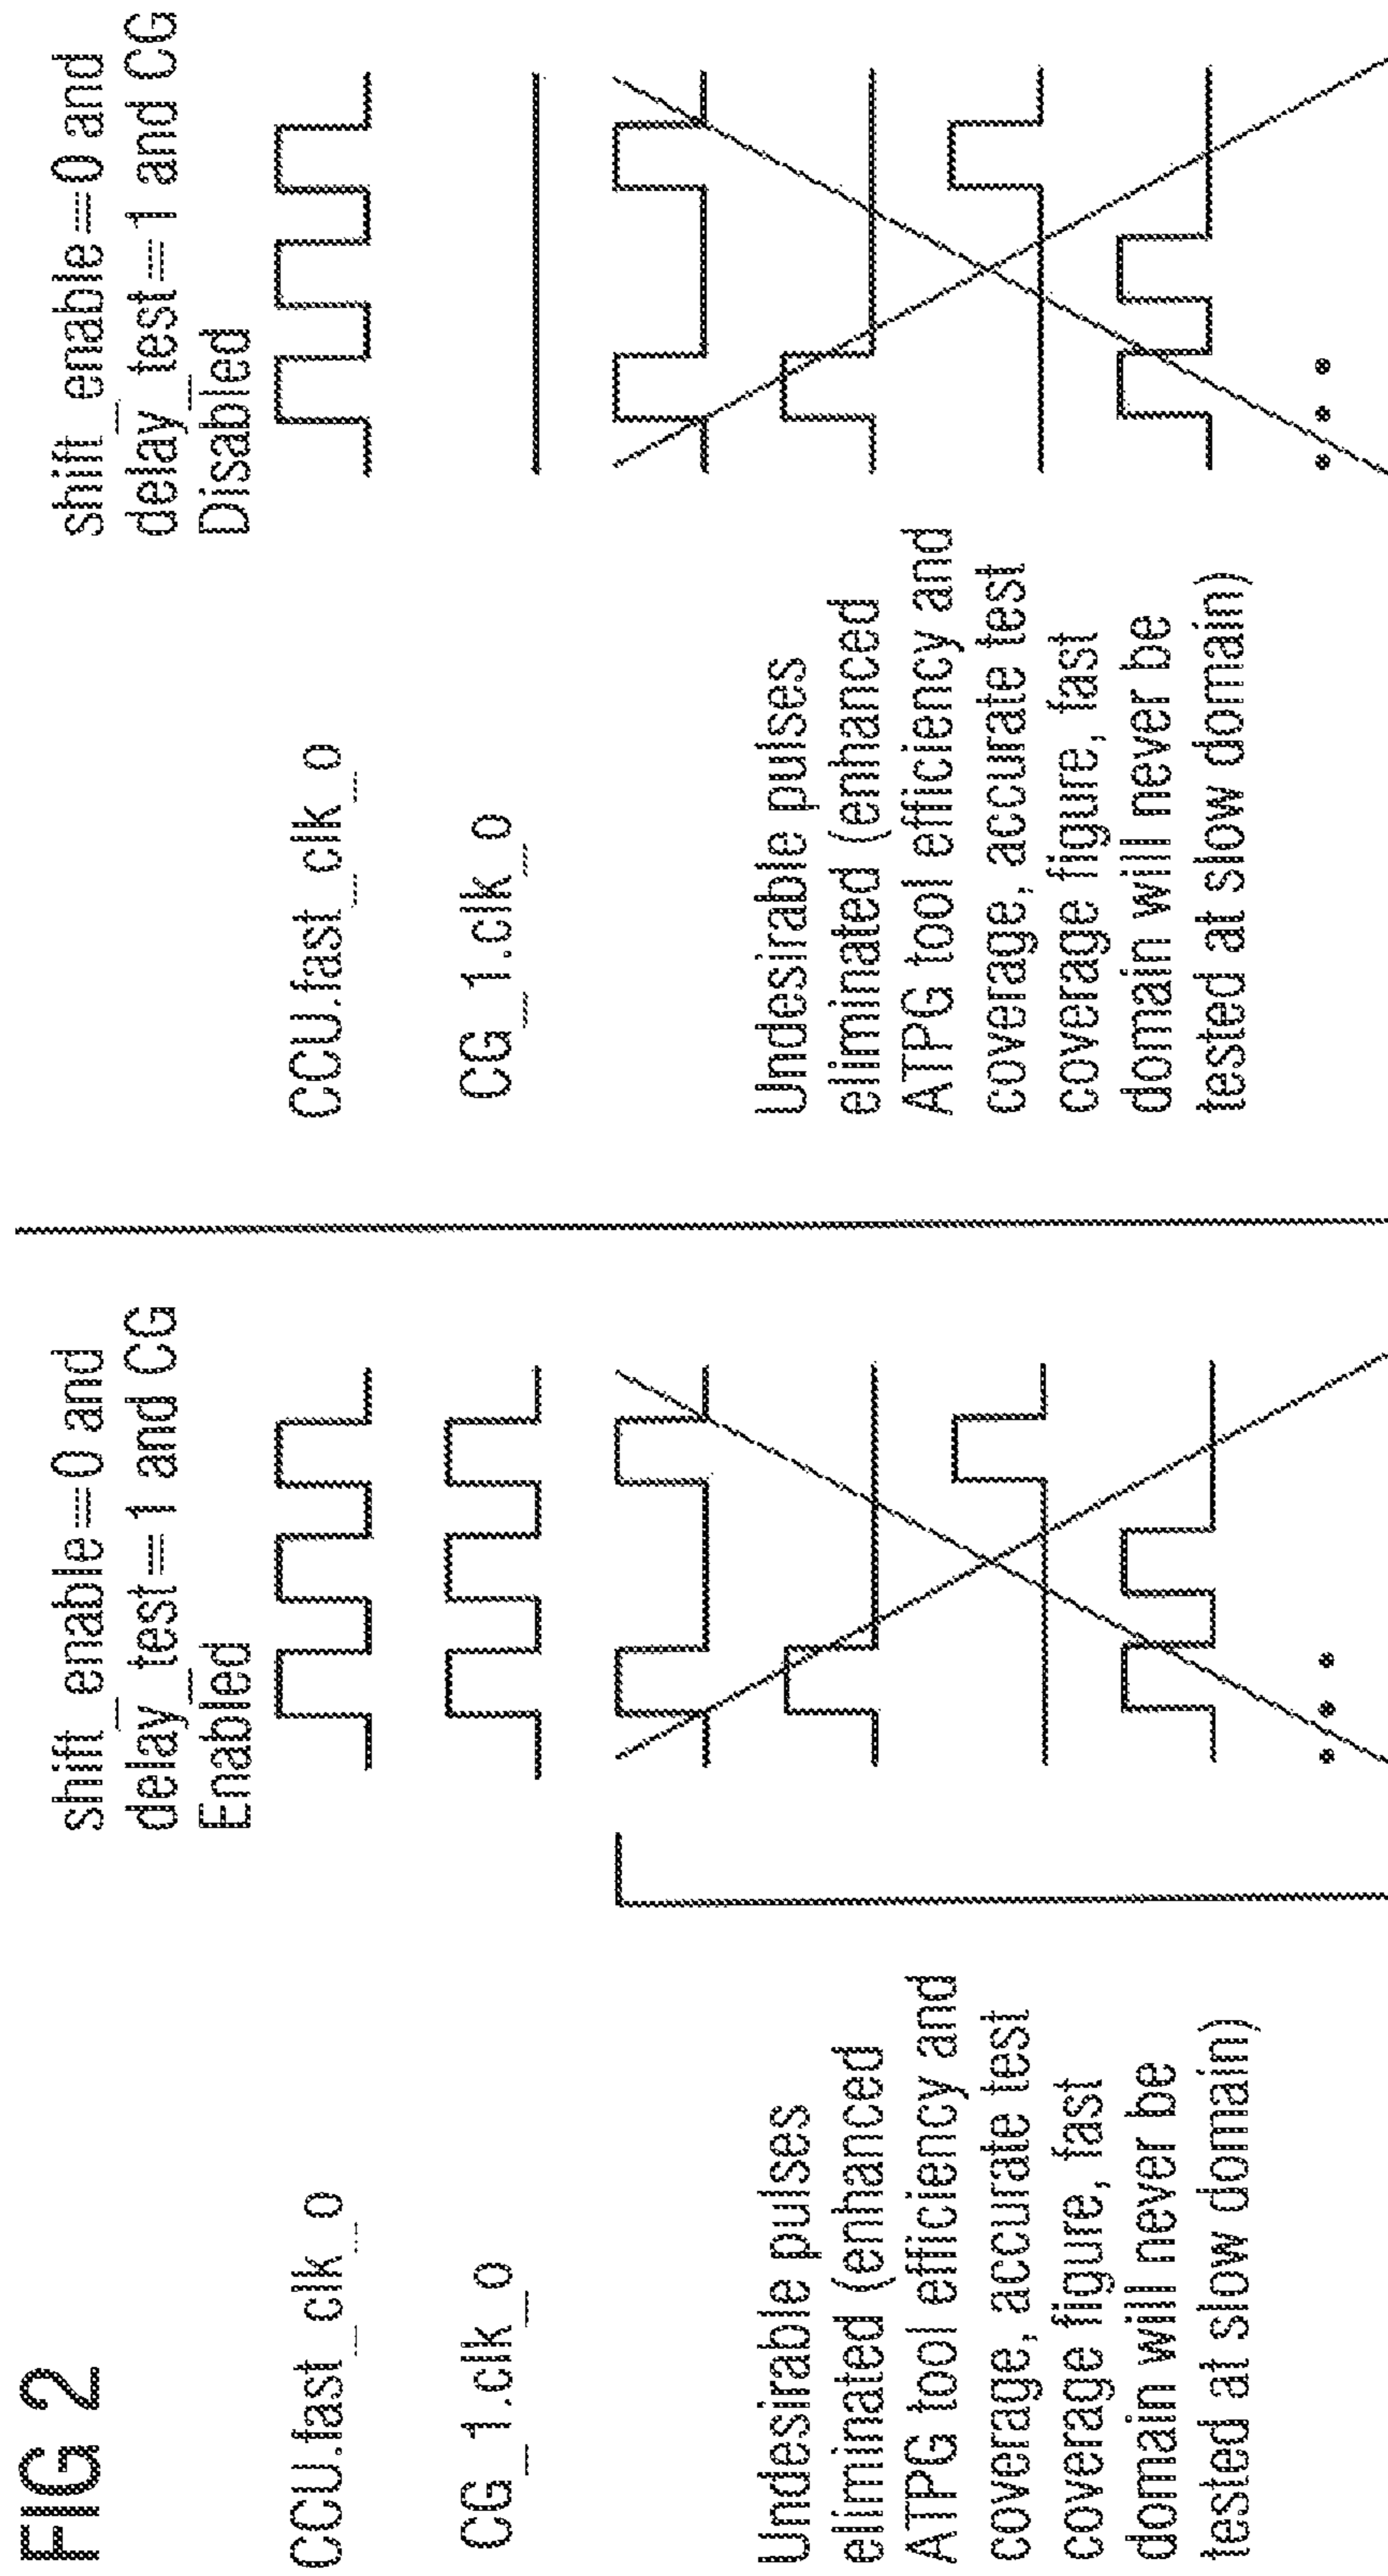 FIG 2
shift_enable=0 and
delay_test=1 and CG
Enabled
CCU.fast_clk_o
CG_1.clk_o
Undesirable pulses
eliminated (enhanced
ATPG tool efficiency and
coverage, accurate test
coverage figure, fast
domain will never be
tested at slow domain)
shift_enable=0 and
delay_test=1 and CG
Disabled
CCU.fast_clk_o
CG_1.clk_o
Undesirable pulses
eliminated (enhanced
ATPG tool efficiency and
coverage, accurate test
coverage figure, fast
domain will never be
tested at slow domain)